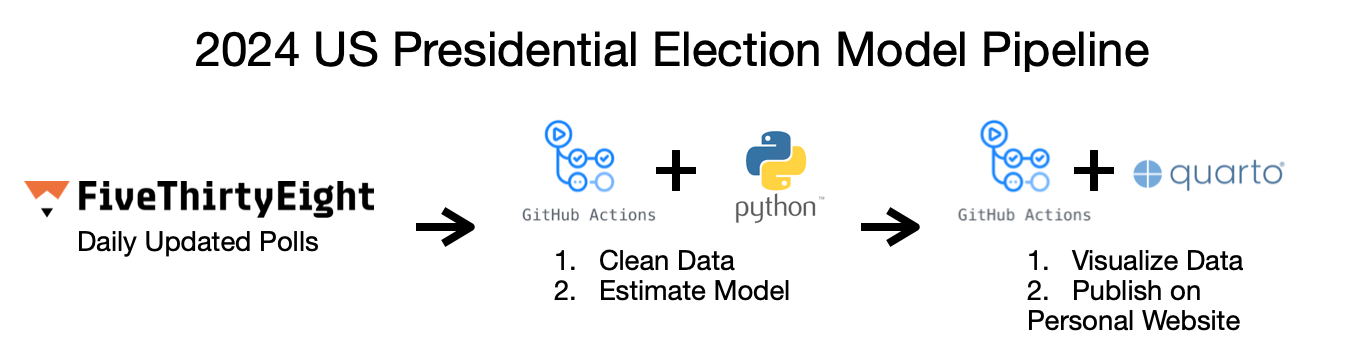 2024 US Presidential Election Model Pipeline
FiveThirtyEight
Daily Updated Polls
GitHub Actions
python™
1. Clean Data
2. Estimate Model
GitHub Actions
quarto®
1. Visualize Data
2. Publish on
Personal Website